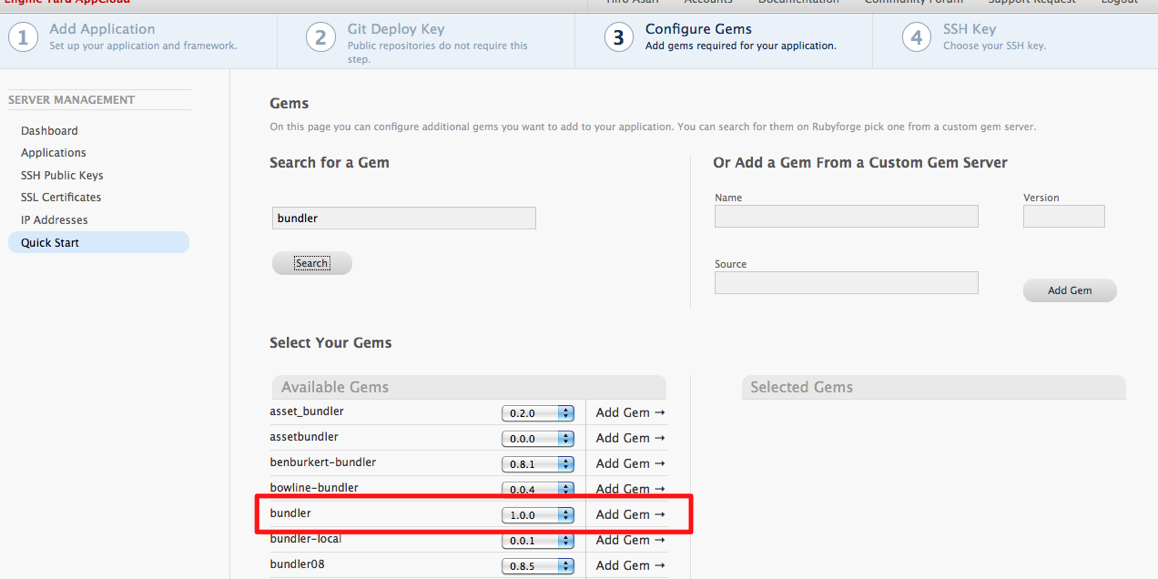 Engine Yard AppCloud
Hiro Asari Accounts Documentation Community Forum Support Request Logout
1 Add Application
Set up your application and framework.
2 Git Deploy Key
Public repositories do not require this
step.
3 Configure Gems
Add gems required for your application.
4 SSH Key
Choose your SSH key.
SERVER MANAGEMENT
Dashboard
Applications
SSH Public Keys
SSL Certificates
IP Addresses
Quick Start
Gems
On this page you can configure additional gems you want to add to your application. You can search for them on Rubyforge pick one from a custom gem server.
Search for a Gem
bundler
Search
Or Add a Gem From a Custom Gem Server
Name
Version
Source
Add Gem
Select Your Gems
Available Gems
asset_bundler 0.2.0 Add Gem →
assetbundler 0.0.0 Add Gem →
benburkert-bundler 0.8.1 Add Gem →
bowline-bundler 0.0.4 Add Gem →
bundler 1.0.0 Add Gem →
bundler-local 0.0.1 Add Gem →
bundler08 0.8.5 Add Gem →
Selected Gems